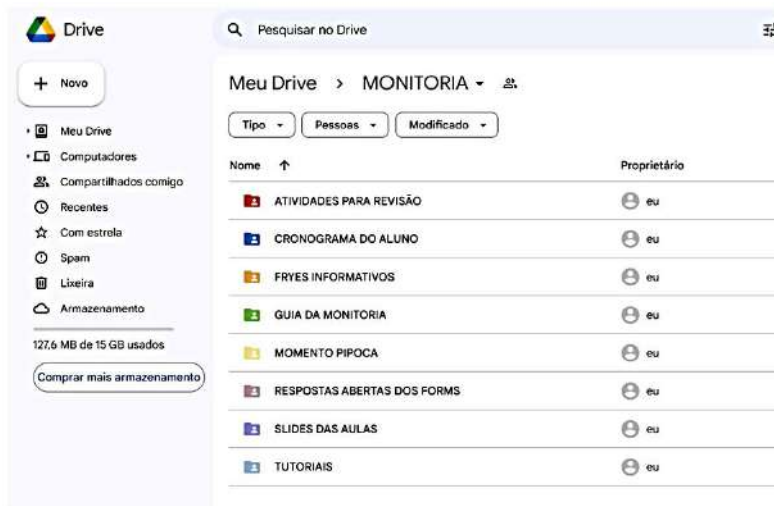 Drive
Pesquisar no Drive
Novo
Meu Drive
Computadores
Compartilhados comigo
Recentes
Com estrela
Spam
Lixeira
Armazenamento
127,6 MB de 15 GB usados
Comprar mais armazenamento
Meu Drive > MONITORIA
Tipo Pessoas Modificado
Nome ↑ Proprietário
ATIVIDADES PARA REVISÃO eu
CRONOGRAMA DO ALUNO eu
FRYES INFORMATIVOS eu
GUIA DA MONITORIA eu
MOMENTO PIPOCA eu
RESPOSTAS ABERTAS DOS FORMS eu
SLIDES DAS AULAS eu
TUTORIAIS eu